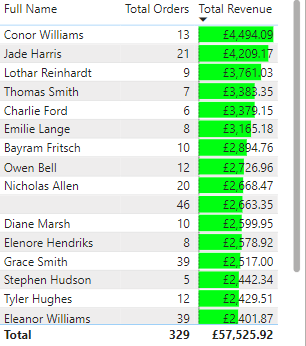 Full Name Total Orders Total Revenue
Conor Williams 13 £4,494.09
Jade Harris 21 £4,209.17
Lothar Reinhardt 9 £3,761.03
Thomas Smith 7 £3,383.35
Charlie Ford 6 £3,379.15
Emilie Lange 8 £3,165.18
Bayram Fritsch 10 £2,894.76
Owen Bell 12 £2,726.96
Nicholas Allen 20 £2,668.47
46 £2,663.35
Diane Marsh 10 £2,599.95
Elenore Hendriks 8 £2,578.92
Grace Smith 39 £2,517.00
Stephen Hudson 5 £2,442.34
Tyler Hughes 12 £2,429.51
Eleanor Williams 39 £2,401.87
Total 329 £57,525.92